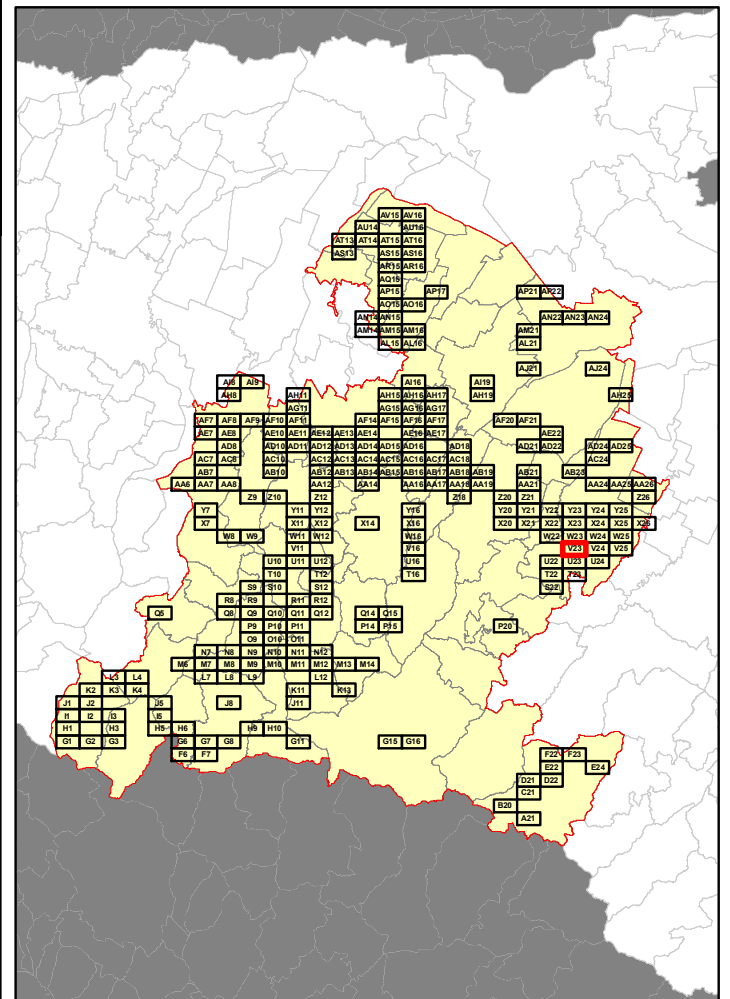 AV15 AV16
AU14 AU16
AT13 AT14 AT15 AT16
AS13 AS15 AS16
AR15 AR16
AQ15
AP15 AP17 AP21 AP22
AO15 AO16
AN14 AN15 AN22 AN23 AN24
AM14 AM15 AM16 AM21
AL15 AL16 AL21
AJ21 AJ24
AI8 AI9 AI16 AI19
AH8 AH11 AH15 AH16 AH17 AH19 AH25
AG11 AG15 AG16 AG17
AF7 AF8 AF9 AF10 AF11 AF14 AF15 AF16 AF17 AF20 AF21
AE7 AE8 AE10 AE11 AE12 AE13 AE14 AE16 AE17 AE22
AD8 AD10 AD11 AD12 AD13 AD14 AD15 AD16 AD18 AD21 AD22 AD24 AD25
AC7 AC8 AC10 AC12 AC13 AC14 AC15 AC16 AC17 AC18 AC24
AB7 AB10 AB12 AB13 AB14 AB15 AB16 AB17 AB18 AB19 AB21 AB23
AA6 AA7 AA8 AA12 AA14 AA16 AA17 AA18 AA19 AA21 AA24 AA25 AA26
Z9 Z10 Z12 Z18 Z20 Z21 Z26
Y7 Y11 Y12 Y16 Y20 Y21 Y22 Y23 Y24 Y25
X7 X11 X12 X14 X16 X20 X21 X22 X23 X24 X25 X26
W8 W9 W11 W12 W16 W22 W23 W24 W25
V11 V16 V23 V24 V25
U10 U11 U12 U16 U22 U23 U24
T10 T12 T16 T22 T23
S9 S10 S12 S22
R8 R9 R11 R12
Q5 Q8 Q9 Q10 Q11 Q12 Q14 Q15
P9 P10 P11 P14 P15 P20
O9 O10 O11
N7 N8 N9 N10 N11 N12
M6 M7 M8 M9 M10 M11 M12 M13 M14
L3 L4 L7 L8 L9 L12
K2 K3 K4 K11 K13
J1 J2 J5 J8 J11
I1 I2 I3 I5
H1 H3 H5 H6 H9 H10
G1 G2 G3 G6 G7 G8 G11 G15 G16
F6 F7 F22 F23
E22 E24
D21 D22
C21
B20
A21